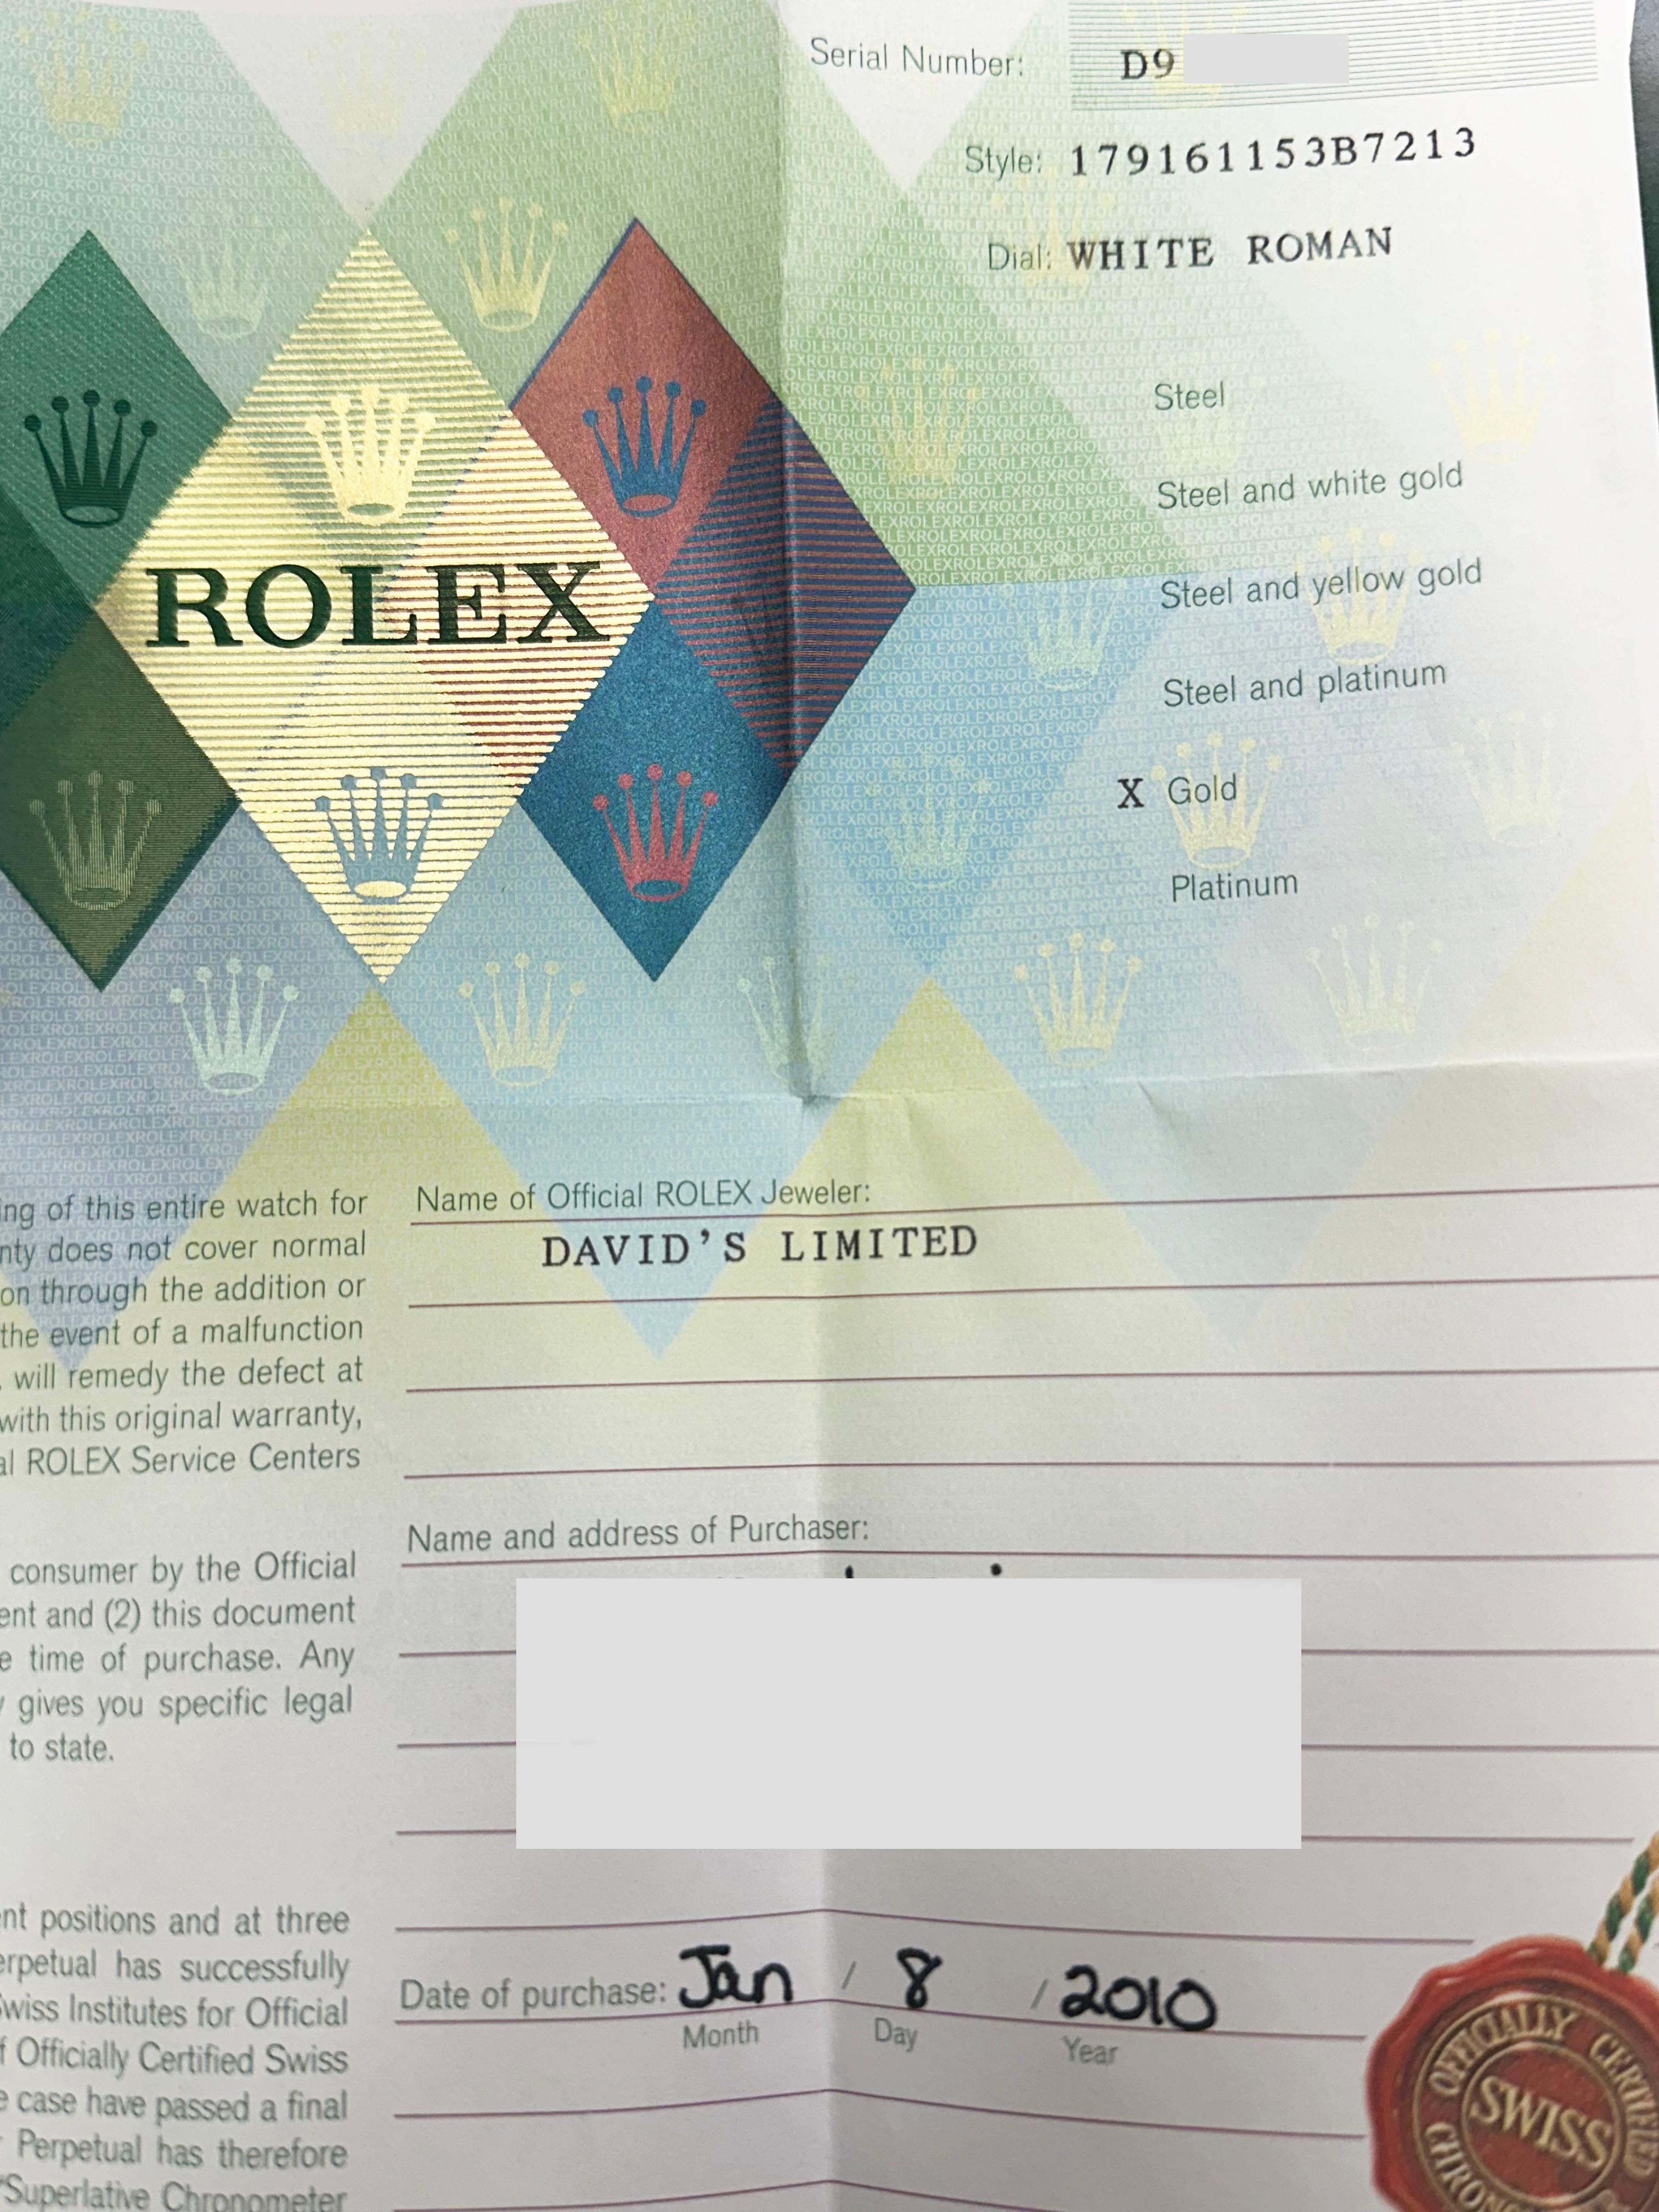 Serial Number: D9
Style: 179161153B7213
Dial: WHITE ROMAN
Steel
Steel and white gold
Steel and yellow gold
Steel and platinum
X Gold
Platinum
ROLEX
ing of this entire watch for
nty does not cover normal
on through the addition or
the event of a malfunction
, will remedy the defect at
with this original warranty,
al ROLEX Service Centers
consumer by the Official
ent and (2) this document
e time of purchase. Any
y gives you specific legal
to state.
nt positions and at three
erpetual has successfully
Swiss Institutes for Official
f Officially Certified Swiss
e case have passed a final
r Perpetual has therefore
"Superlative Chronometer
Name of Official ROLEX Jeweler:
DAVID'S LIMITED
Name and address of Purchaser:
Date of purchase: Jan / 8 / 2010
Month Day Year
OFFICIALLY CERTIFIED
SWISS
CHRO